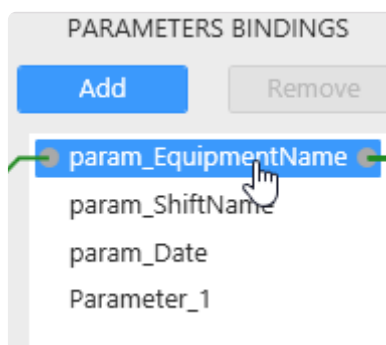 PARAMETERS BINDINGS
Add Remove
param_EquipmentName
param_ShiftName
param_Date
Parameter_1